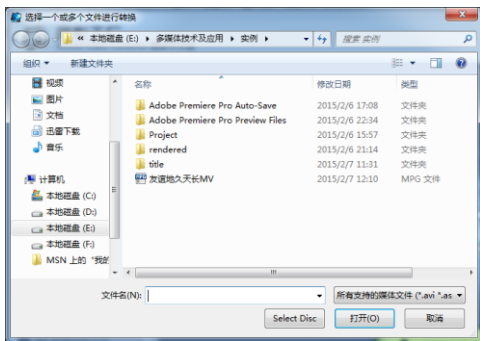 选择一个或多个文件进行转换
« 本地磁盘 (E:) ▸ 多媒体技术及应用 ▸ 实例 ▸
搜索 实例
组织 ▼ 新建文件夹
名称 修改日期 类型
视频
图片
文档
迅雷下载
音乐
计算机
本地磁盘 (C:)
本地磁盘 (D:)
本地磁盘 (E:)
本地磁盘 (F:)
MSN 上的 "我的
Adobe Premiere Pro Auto-Save 2015/2/6 17:08 文件夹
Adobe Premiere Pro Preview Files 2015/2/6 22:34 文件夹
Project 2015/2/6 15:57 文件夹
rendered 2015/2/6 21:14 文件夹
title 2015/2/7 11:31 文件夹
友谊地久天长MV 2015/2/7 12:10 MPG 文件
文件名(N):
所有支持的媒体文件 (*.avi *.as
Select Disc 打开(O) 取消